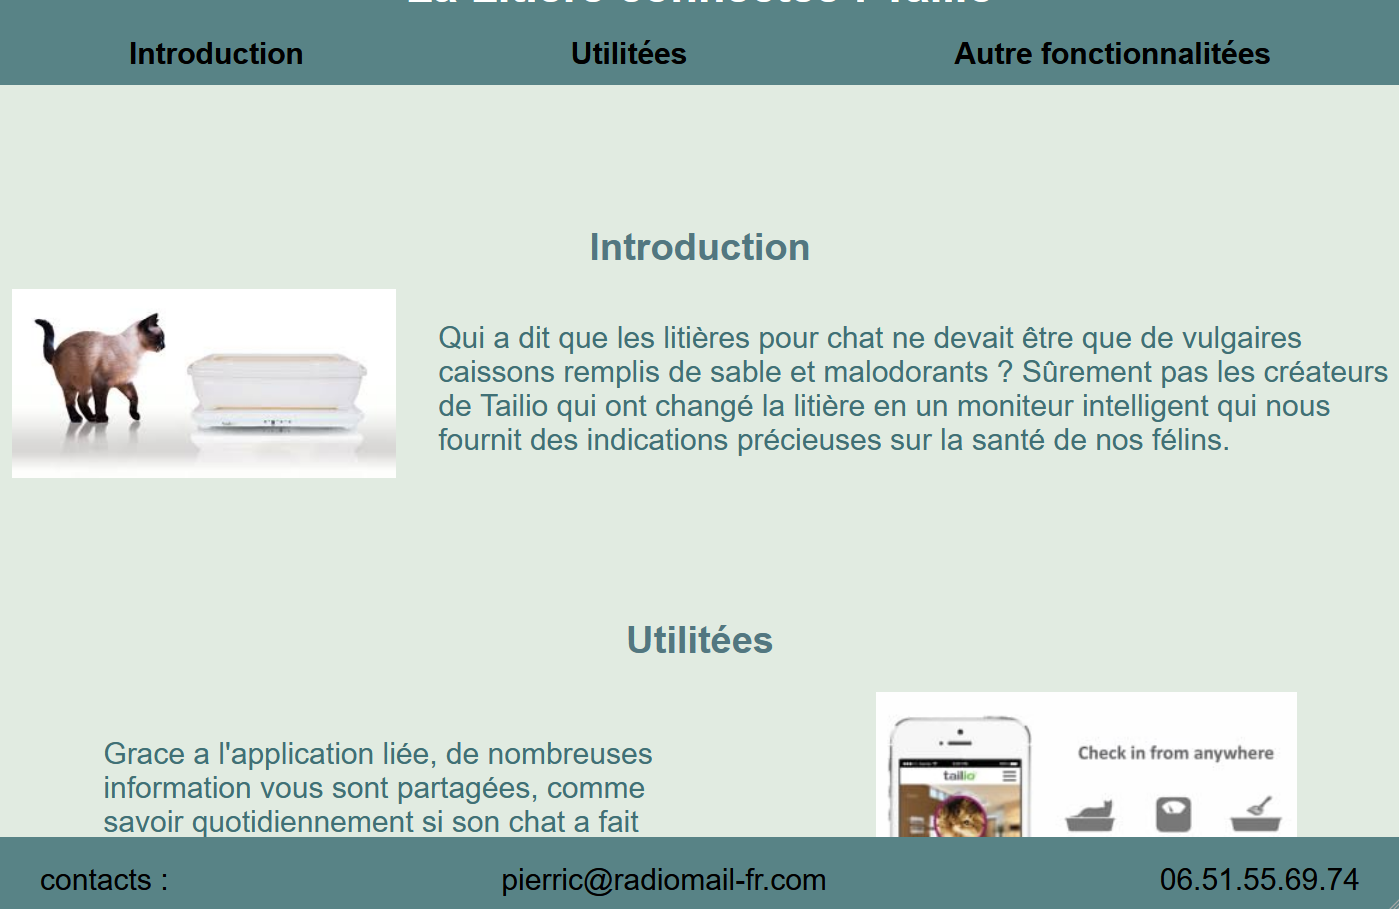 La Litière connectée : Tailio
Introduction
Utilitées
Autre fonctionnalitées
Introduction
Qui a dit que les litières pour chat ne devait être que de vulgaires
caissons remplis de sable et malodorants ? Sûrement pas les créateurs
de Tailio qui ont changé la litière en un moniteur intelligent qui nous
fournit des indications précieuses sur la santé de nos félins.
Utilitées
Grace a l'application liée, de nombreuses
information vous sont partagées, comme
savoir quotidiennement si son chat a fait
tailio
Check in from anywhere
contacts :
pierric@radiomail-fr.com
06.51.55.69.74